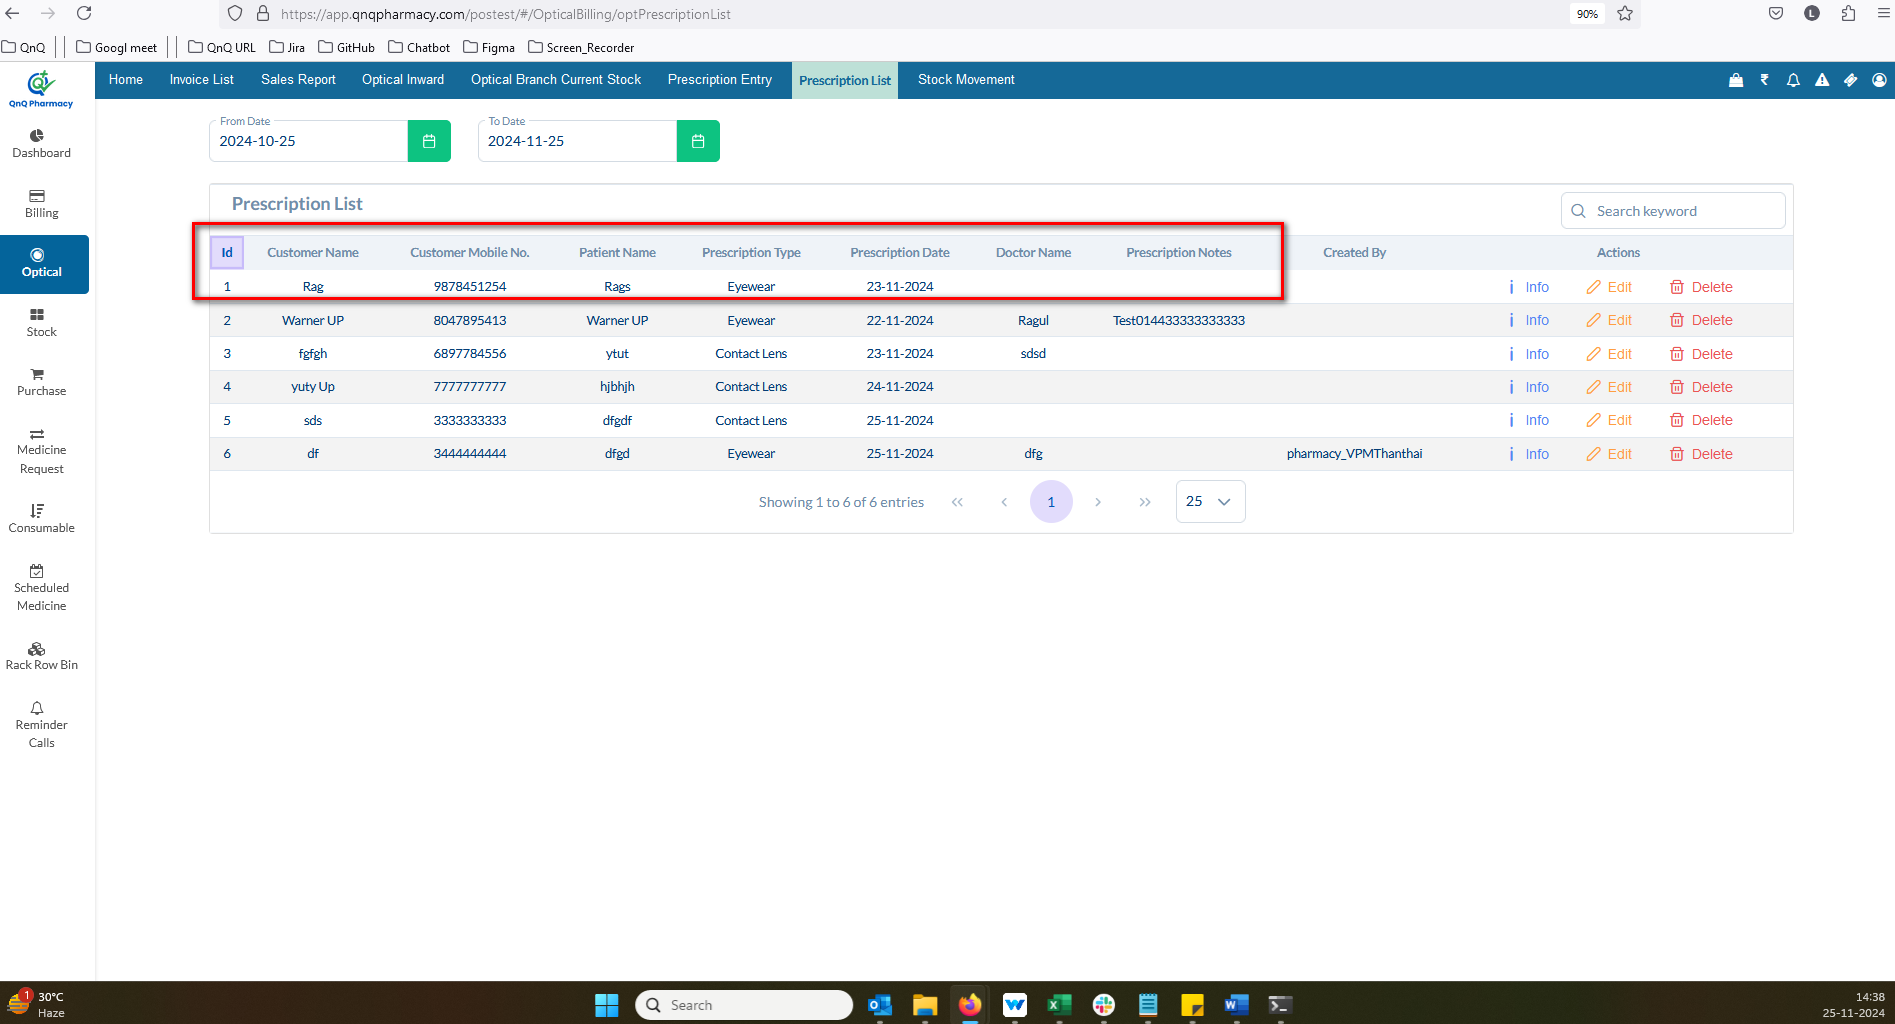 https://app.qnqpharmacy.com/postest/#/OpticalBilling/optPrescriptionList
90%
L
QnQ
Googl meet
QnQ URL
Jira
GitHub
Chatbot
Figma
Screen_Recorder
QnQ Pharmacy
Home Invoice List Sales Report Optical Inward Optical Branch Current Stock Prescription Entry Prescription List Stock Movement
Dashboard
Billing
Optical
Stock
Purchase
Medicine
Request
Consumable
Scheduled
Medicine
Rack Row Bin
Reminder
Calls
From Date
2024-10-25
To Date
2024-11-25
Prescription List
Search keyword
Id Customer Name Customer Mobile No. Patient Name Prescription Type Prescription Date Doctor Name Prescription Notes Created By Actions
1 Rag 9878451254 Rags Eyewear 23-11-2024 Info Edit Delete
2 Warner UP 8047895413 Warner UP Eyewear 22-11-2024 Ragul Test014433333333333 Info Edit Delete
3 fgfgh 6897784556 ytut Contact Lens 23-11-2024 sdsd Info Edit Delete
4 yuty Up 7777777777 hjbhjh Contact Lens 24-11-2024 Info Edit Delete
5 sds 3333333333 dfgdf Contact Lens 25-11-2024 Info Edit Delete
6 df 3444444444 dfgd Eyewear 25-11-2024 dfg pharmacy_VPMThanthai Info Edit Delete
Showing 1 to 6 of 6 entries << < 1 > >> 25
1
30°C
Haze
Search
14:38
25-11-2024